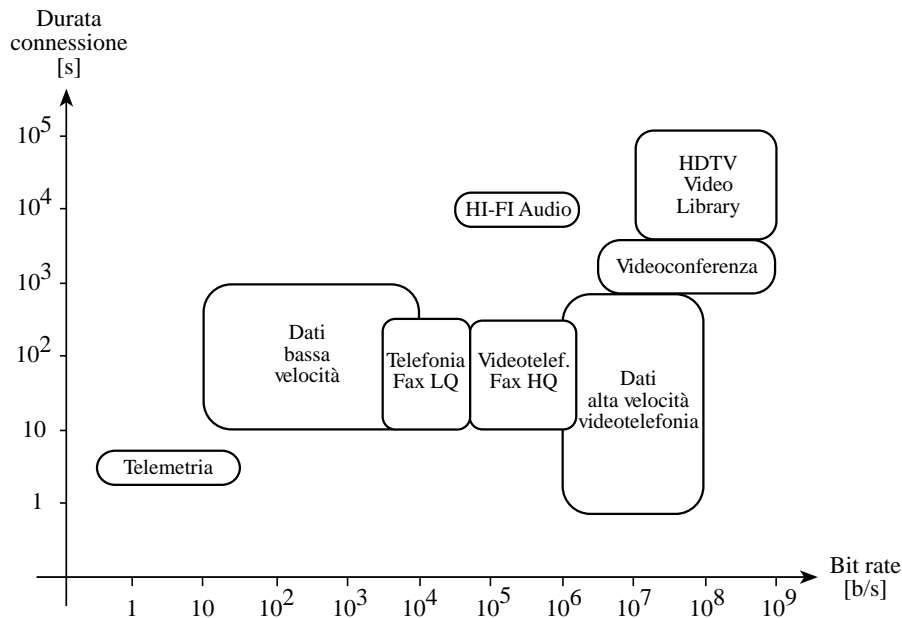 Durata
connessione
[s]
10^5
10^4
10^3
10^2
10
1
HDTV
Video
Library
HI-FI Audio
Videoconferenza
Dati
bassa
velocità
Telefonia
Fax LQ
Videotelef.
Fax HQ
Dati
alta velocità
videotelefonia
Telemetria
1 10 10^2 10^3 10^4 10^5 10^6 10^7 10^8 10^9
Bit rate
[b/s]